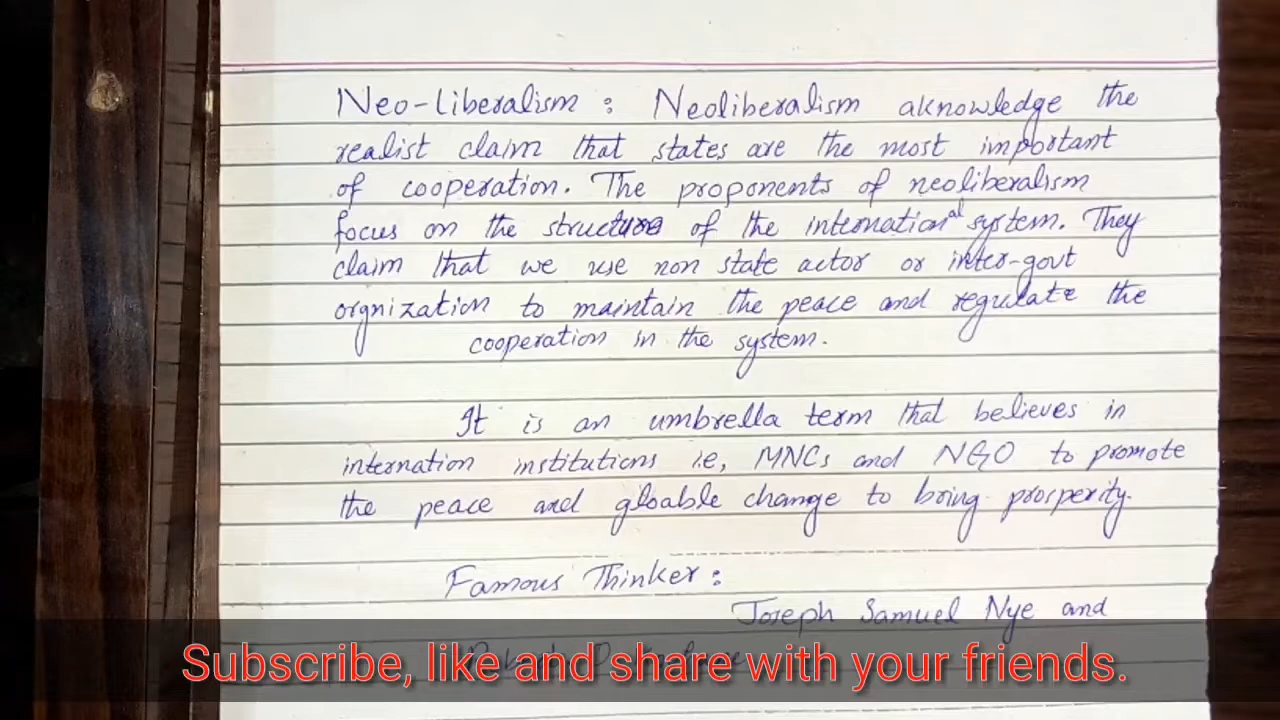 Neo-Liberalism : Neoliberalism aknowledge the
realist claim that states are the most important
of cooperation. The proponents of neoliberalism
focus on the structure of the international system. They
claim that we use non state actor or inter-govt
orgnization to maintain the peace and regulate the
cooperation in the system.
It is an umbrella term that believes in
internation institutions i.e, MNCs and NGO to promote
the peace and gloable change to bring prosperity.
Famous Thinker :
Joseph Samuel Nye and
Subscribe, like and share with your friends.